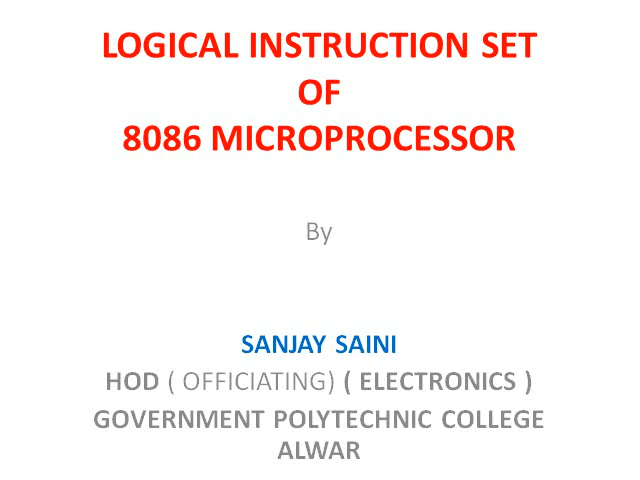 LOGICAL INSTRUCTION SET
OF
8086 MICROPROCESSOR
By
SANJAY SAINI
HOD ( OFFICIATING) ( ELECTRONICS )
GOVERNMENT POLYTECHNIC COLLEGE
ALWAR